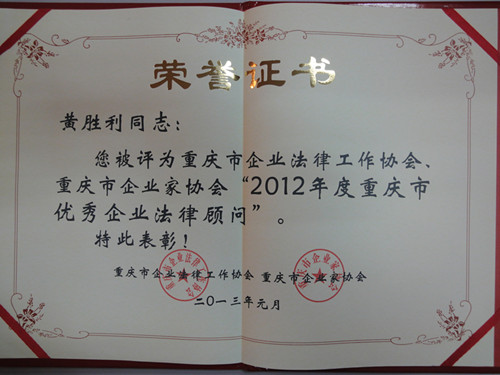 荣誉证书
黄胜利同志：
您被评为重庆市企业法律工作协会、
重庆市企业家协会“2012年度重庆市
优秀企业法律顾问”。
特此表彰！
重庆市企业法律工作协会 重庆市企业家协会
二〇一三年元月